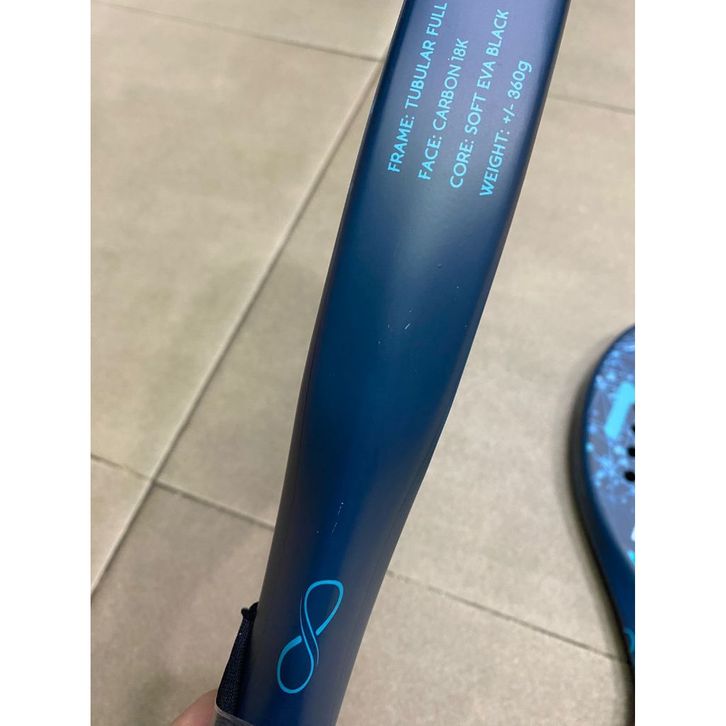 FRAME: TUBULAR FULL
FACE: CARBON 18K
CORE: SOFT EVA BLACK
WEIGHT: +/- 360g